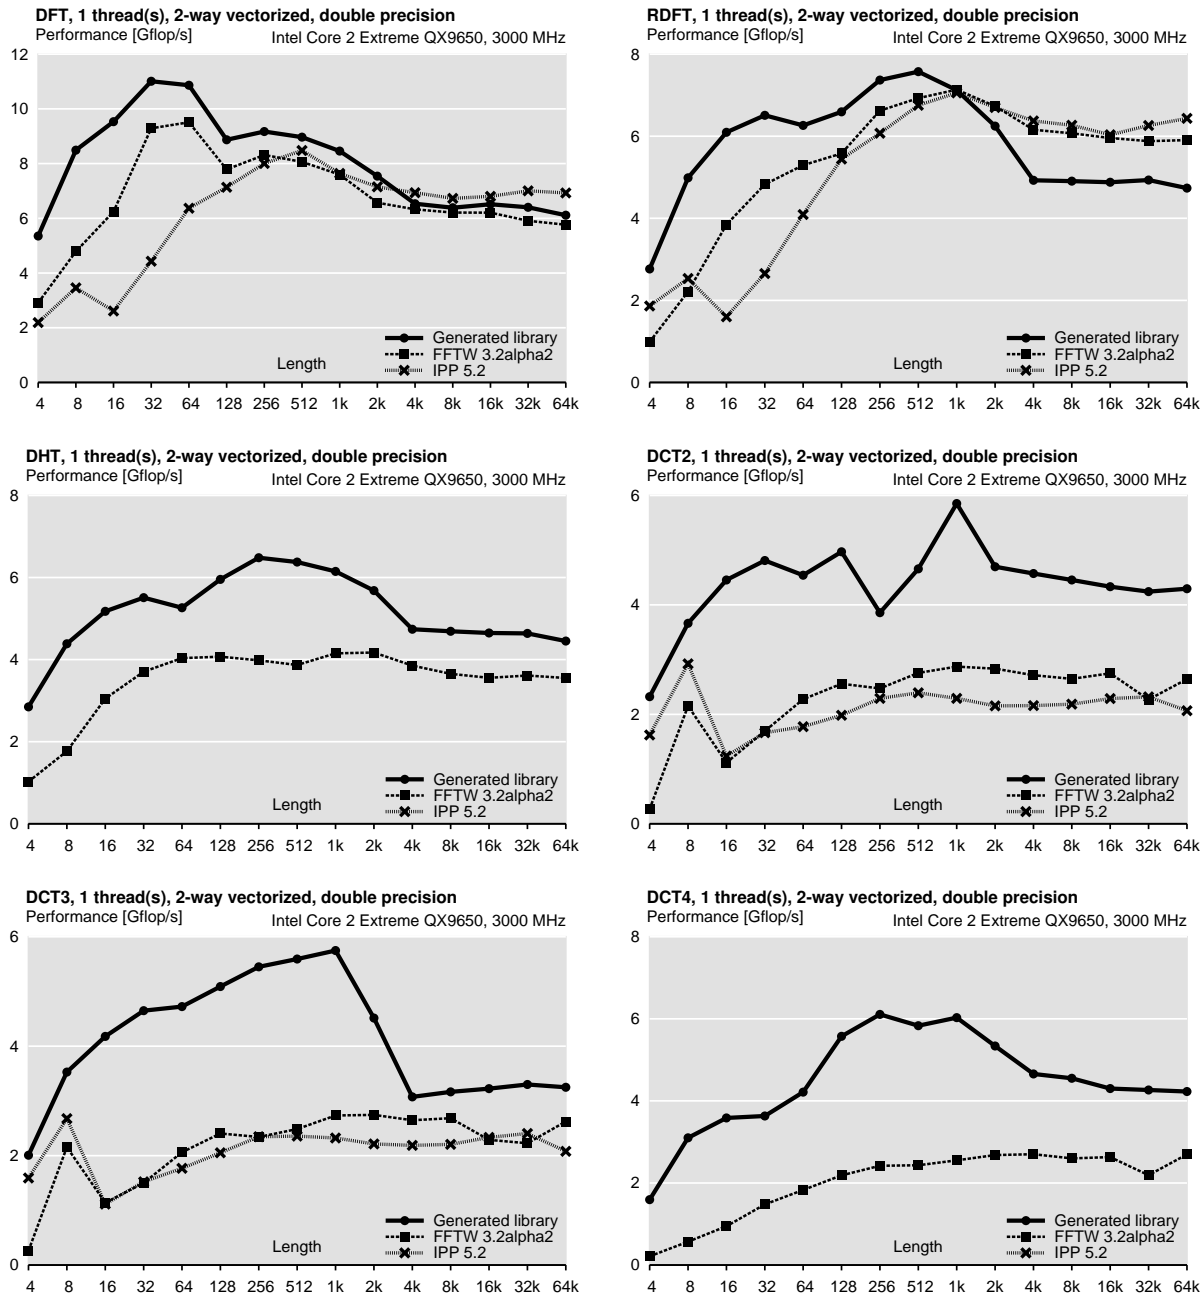 DFT, 1 thread(s), 2-way vectorized, double precision
Performance [Gflop/s] Intel Core 2 Extreme QX9650, 3000 MHz
12
10
8
6
4
2
0
Generated library
FFTW 3.2alpha2
Length IPP 5.2
4 8 16 32 64 128 256 512 1k 2k 4k 8k 16k 32k 64k
RDFT, 1 thread(s), 2-way vectorized, double precision
Performance [Gflop/s] Intel Core 2 Extreme QX9650, 3000 MHz
8
6
4
2
0
Generated library
FFTW 3.2alpha2
Length IPP 5.2
4 8 16 32 64 128 256 512 1k 2k 4k 8k 16k 32k 64k
DHT, 1 thread(s), 2-way vectorized, double precision
Performance [Gflop/s] Intel Core 2 Extreme QX9650, 3000 MHz
8
6
4
2
0
Generated library
FFTW 3.2alpha2
Length IPP 5.2
4 8 16 32 64 128 256 512 1k 2k 4k 8k 16k 32k 64k
DCT2, 1 thread(s), 2-way vectorized, double precision
Performance [Gflop/s] Intel Core 2 Extreme QX9650, 3000 MHz
6
4
2
0
Generated library
FFTW 3.2alpha2
Length IPP 5.2
4 8 16 32 64 128 256 512 1k 2k 4k 8k 16k 32k 64k
DCT3, 1 thread(s), 2-way vectorized, double precision
Performance [Gflop/s] Intel Core 2 Extreme QX9650, 3000 MHz
6
4
2
0
Generated library
FFTW 3.2alpha2
Length IPP 5.2
4 8 16 32 64 128 256 512 1k 2k 4k 8k 16k 32k 64k
DCT4, 1 thread(s), 2-way vectorized, double precision
Performance [Gflop/s] Intel Core 2 Extreme QX9650, 3000 MHz
8
6
4
2
0
Generated library
FFTW 3.2alpha2
Length IPP 5.2
4 8 16 32 64 128 256 512 1k 2k 4k 8k 16k 32k 64k